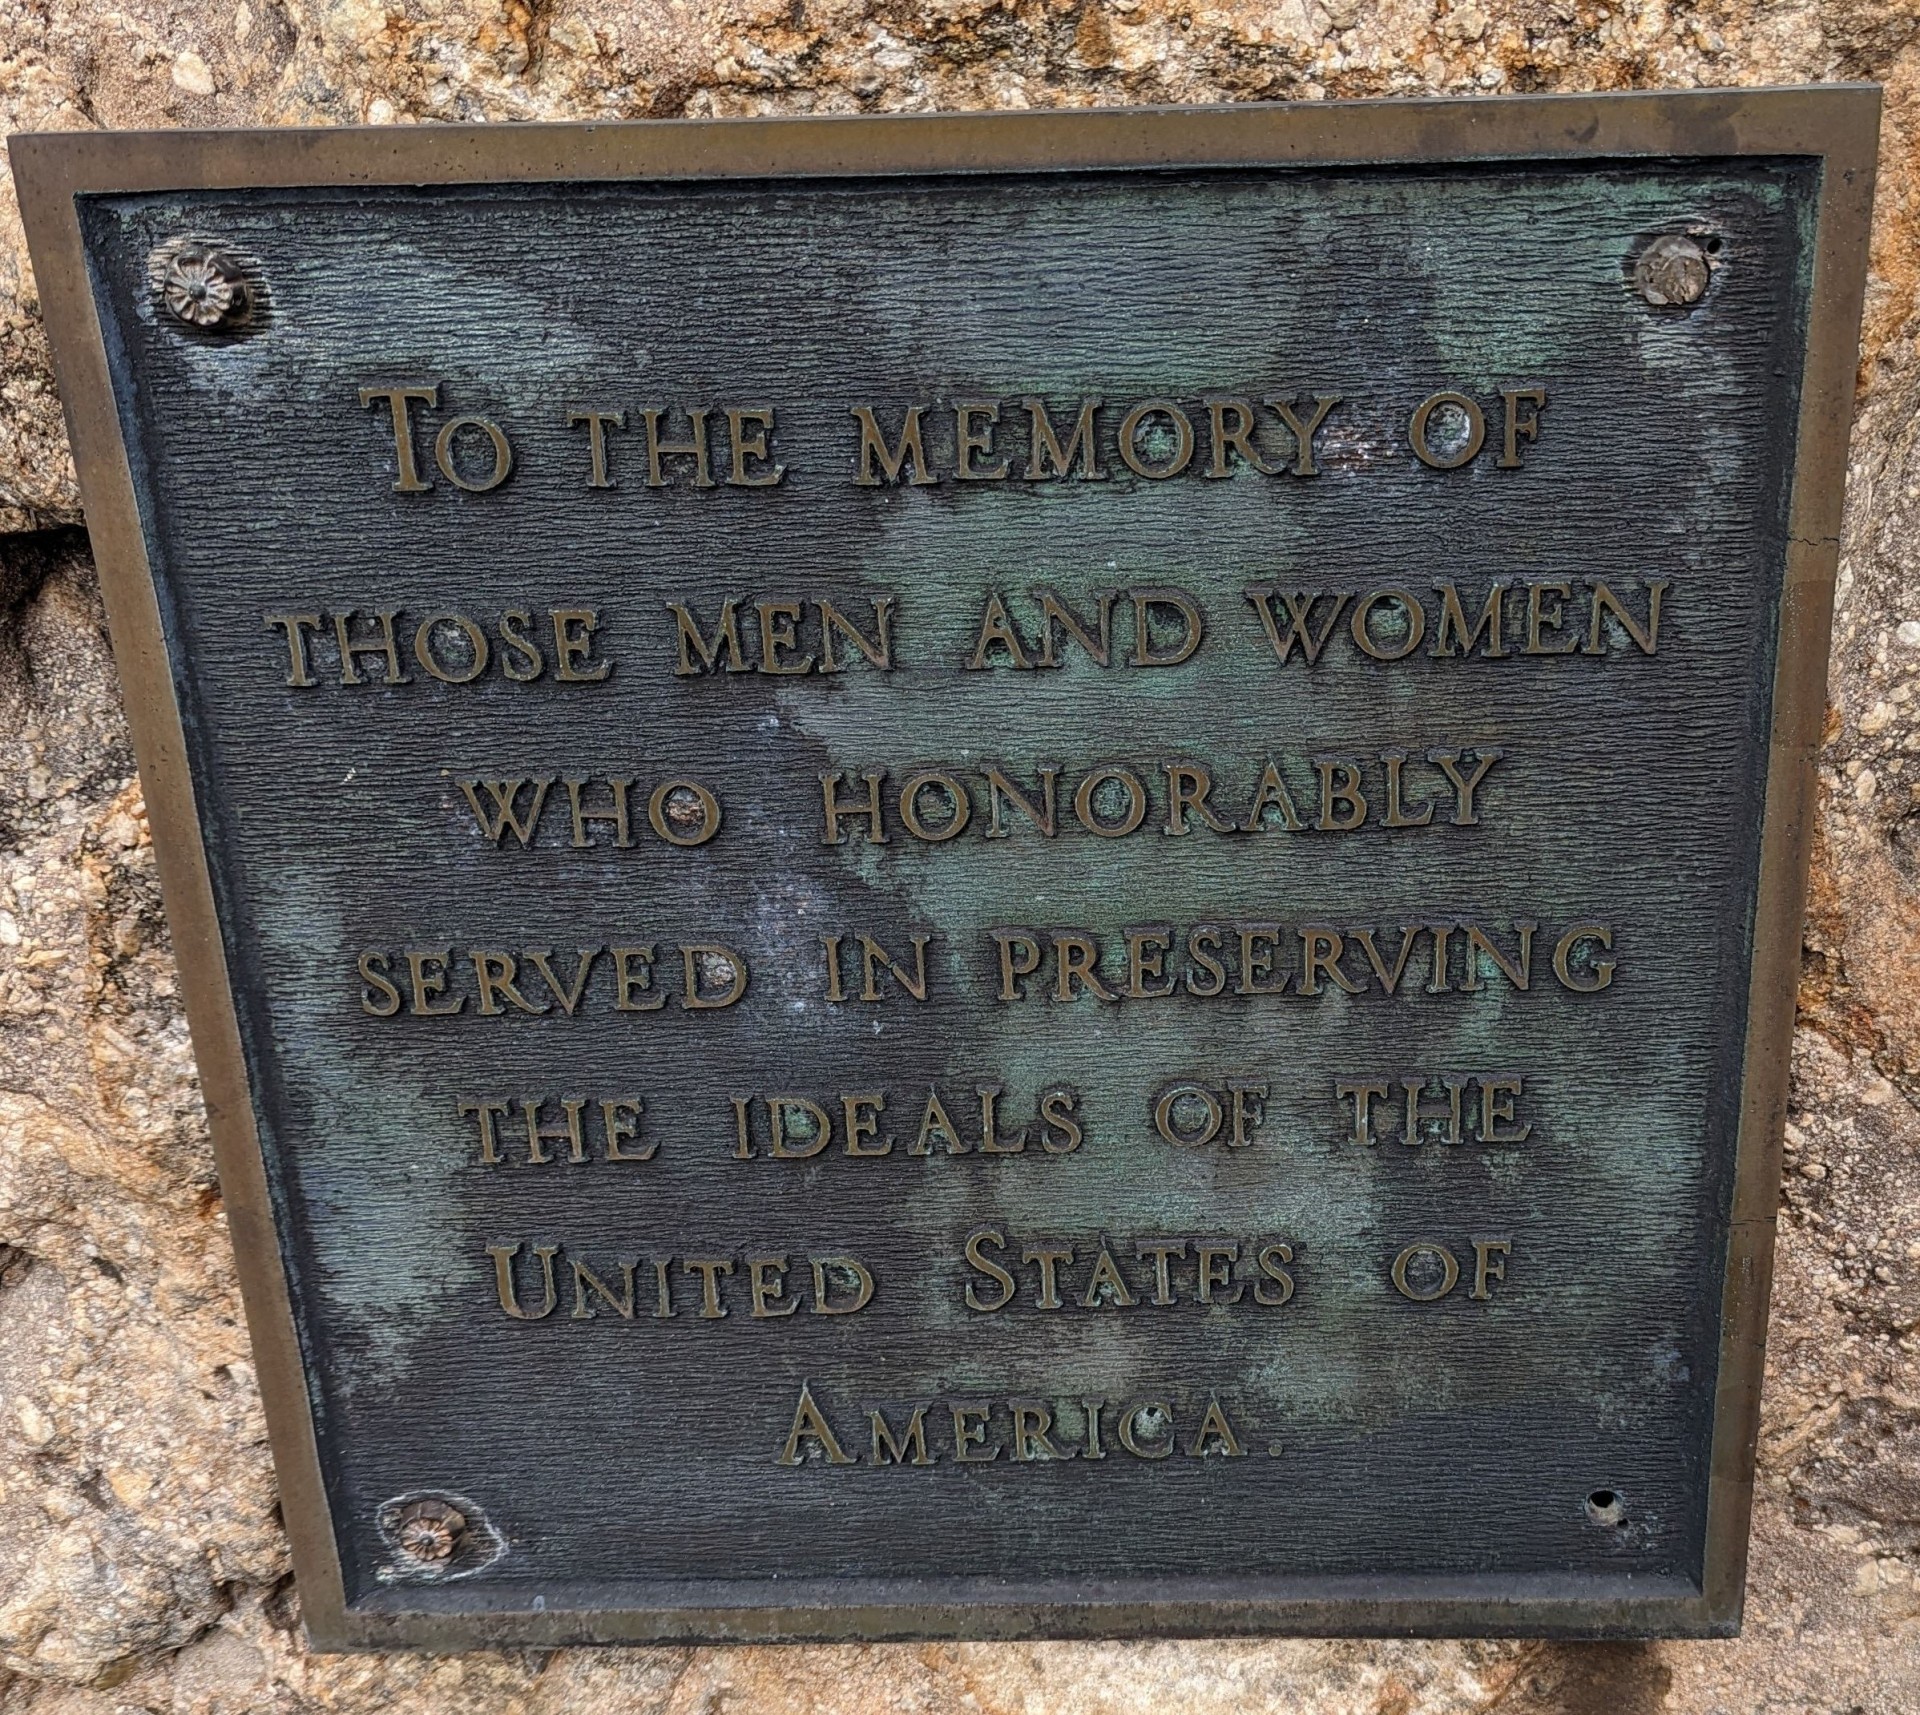 To the memory of
those men and women
who honorably
served in preserving
the ideals of the
United States of
America.